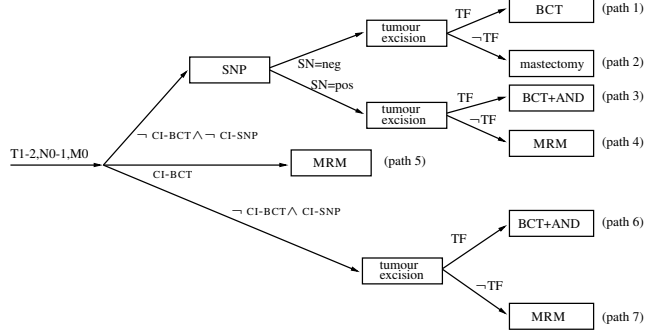 TF
BCT
(path 1)
tumour
excision
¬TF
SN=neg
mastectomy
(path 2)
SNP
SN=pos
TF
BCT+AND
(path 3)
tumour
excision
¬TF
MRM
(path 4)
¬ CI-BCT∧¬ CI-SNP
T1-2,N0-1,M0
MRM
(path 5)
CI-BCT
¬ CI-BCT∧ CI-SNP
BCT+AND
(path 6)
TF
tumour
excision
¬TF
MRM
(path 7)